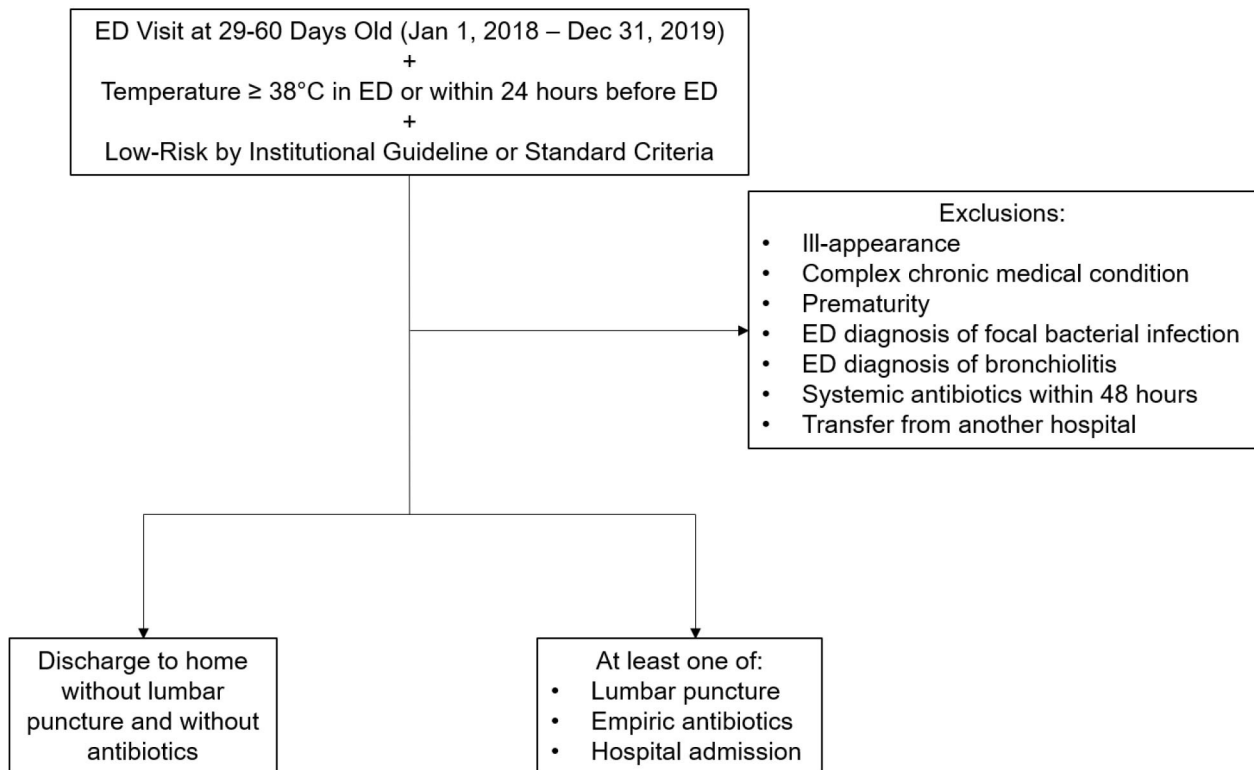 ED Visit at 29-60 Days Old (Jan 1, 2018 – Dec 31, 2019)
+
Temperature ≥ 38°C in ED or within 24 hours before ED
+
Low-Risk by Institutional Guideline or Standard Criteria
Exclusions:
• Ill-appearance
• Complex chronic medical condition
• Prematurity
• ED diagnosis of focal bacterial infection
• ED diagnosis of bronchiolitis
• Systemic antibiotics within 48 hours
• Transfer from another hospital
Discharge to home
without lumbar
puncture and without
antibiotics
At least one of:
• Lumbar puncture
• Empiric antibiotics
• Hospital admission